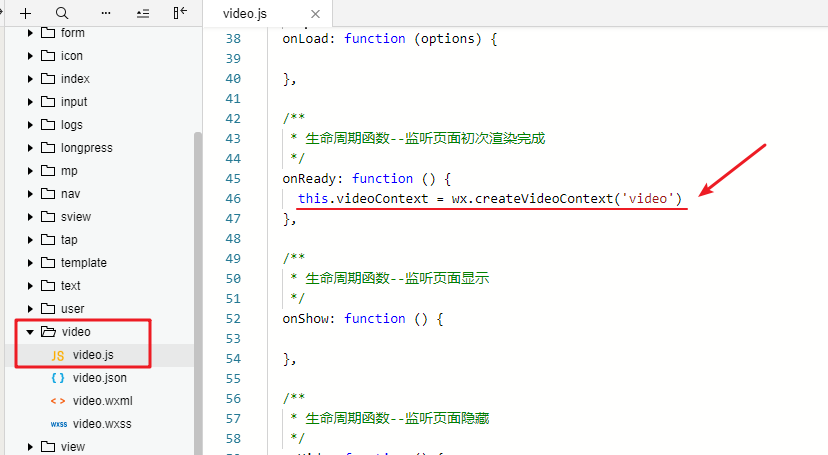 video.js
form
icon
index
input
logs
longpress
mp
nav
sview
tap
template
text
user
video
JS video.js
{ } video.json
< > video.wxml
wxss video.wxss
view
38 onLoad: function (options) {
39
40 },
41
42 /**
43 * 生命周期函数--监听页面初次渲染完成
44 */
45 onReady: function () {
46 this.videoContext = wx.createVideoContext('video')
47 },
48
49 /**
50 * 生命周期函数--监听页面显示
51 */
52 onShow: function () {
53
54 },
55
56 /**
57 * 生命周期函数--监听页面隐藏
58 */